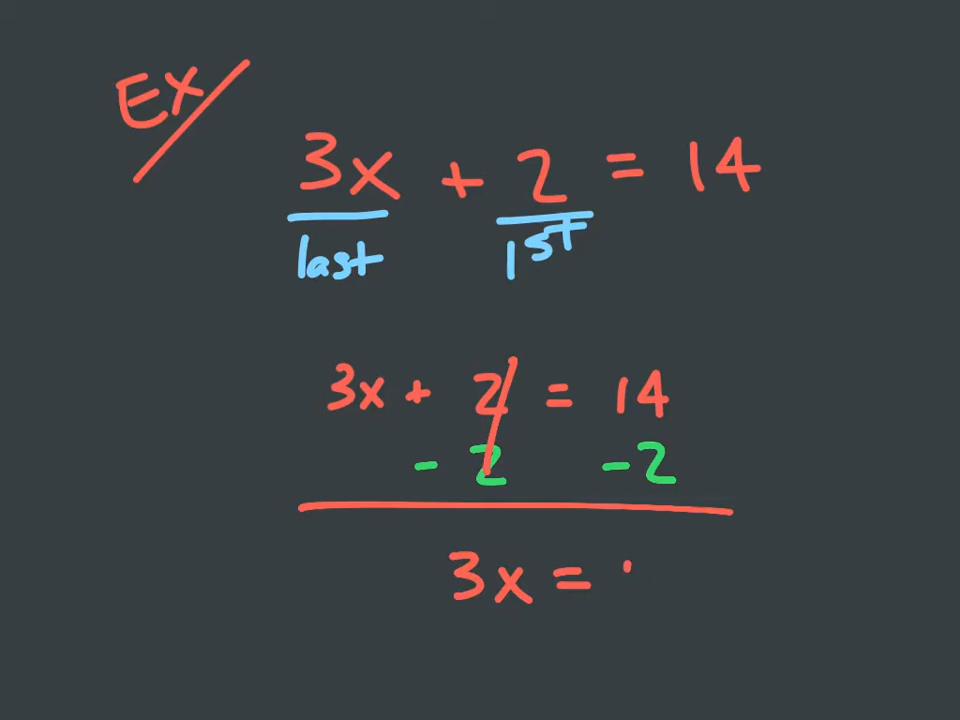 EX/
3x + 2 = 14
last 1st
3x + 2 = 14
- 2 -2
3x =